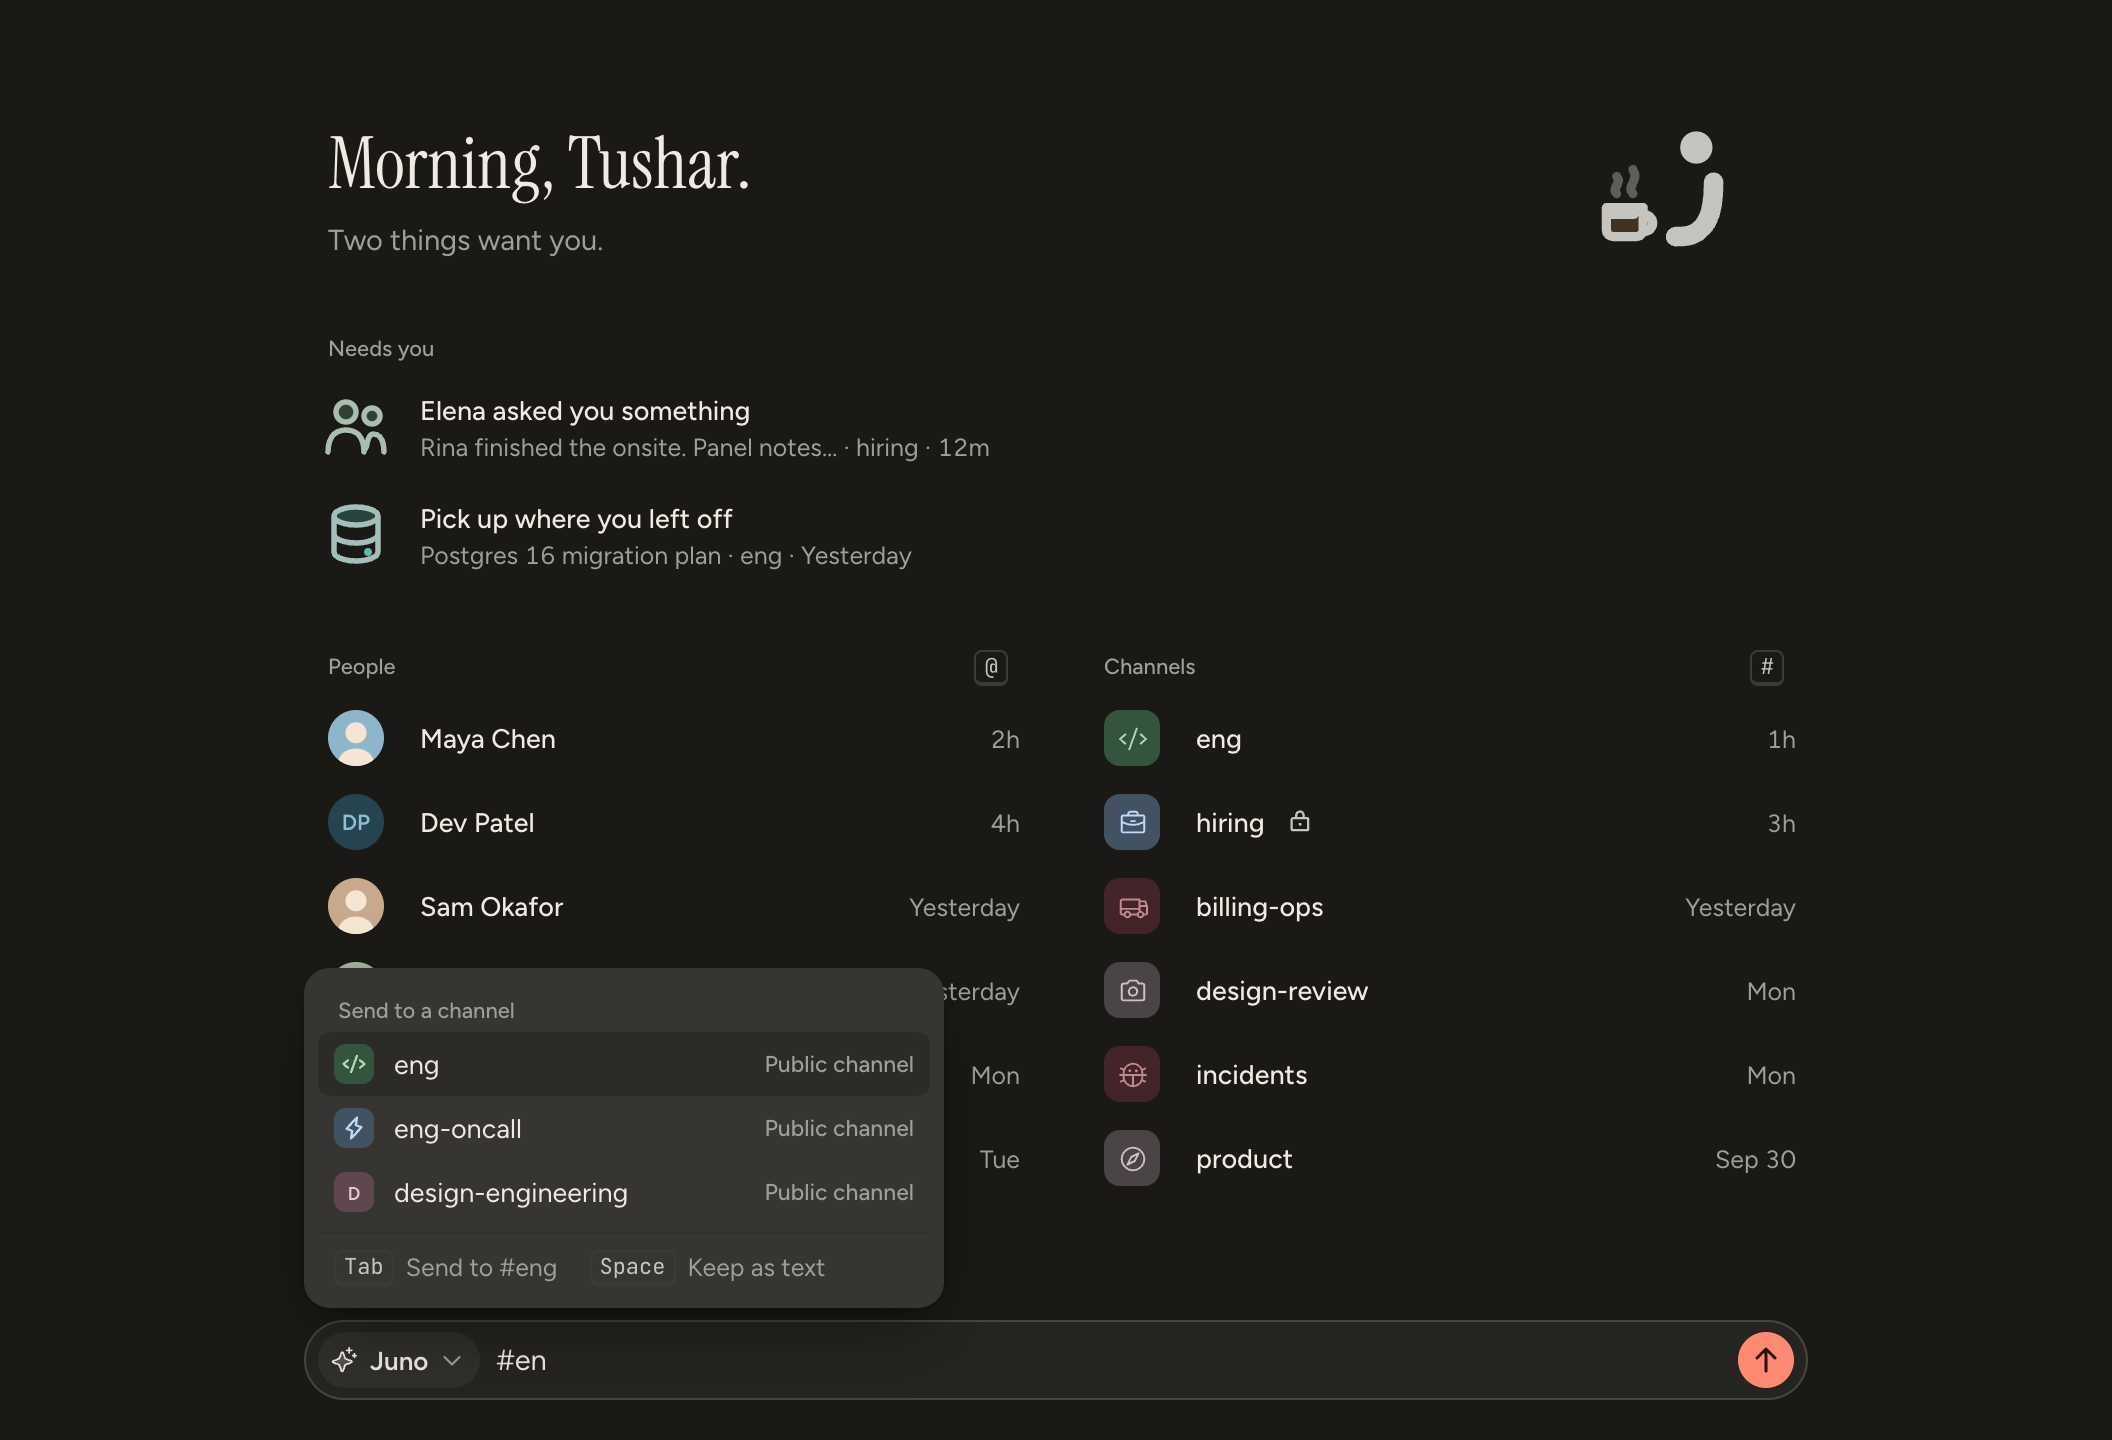 Morning, Tushar.
Two things want you.
Needs you
Elena asked you something
Rina finished the onsite. Panel notes... · hiring · 12m
Pick up where you left off
Postgres 16 migration plan · eng · Yesterday
People @
Maya Chen 2h
DP Dev Patel 4h
Sam Okafor Yesterday
sterday
Mon
Tue
Channels #
eng 1h
hiring 3h
billing-ops Yesterday
design-review Mon
incidents Mon
product Sep 30
Send to a channel
eng Public channel
eng-oncall Public channel
D design-engineering Public channel
Tab Send to #eng Space Keep as text
Juno #en